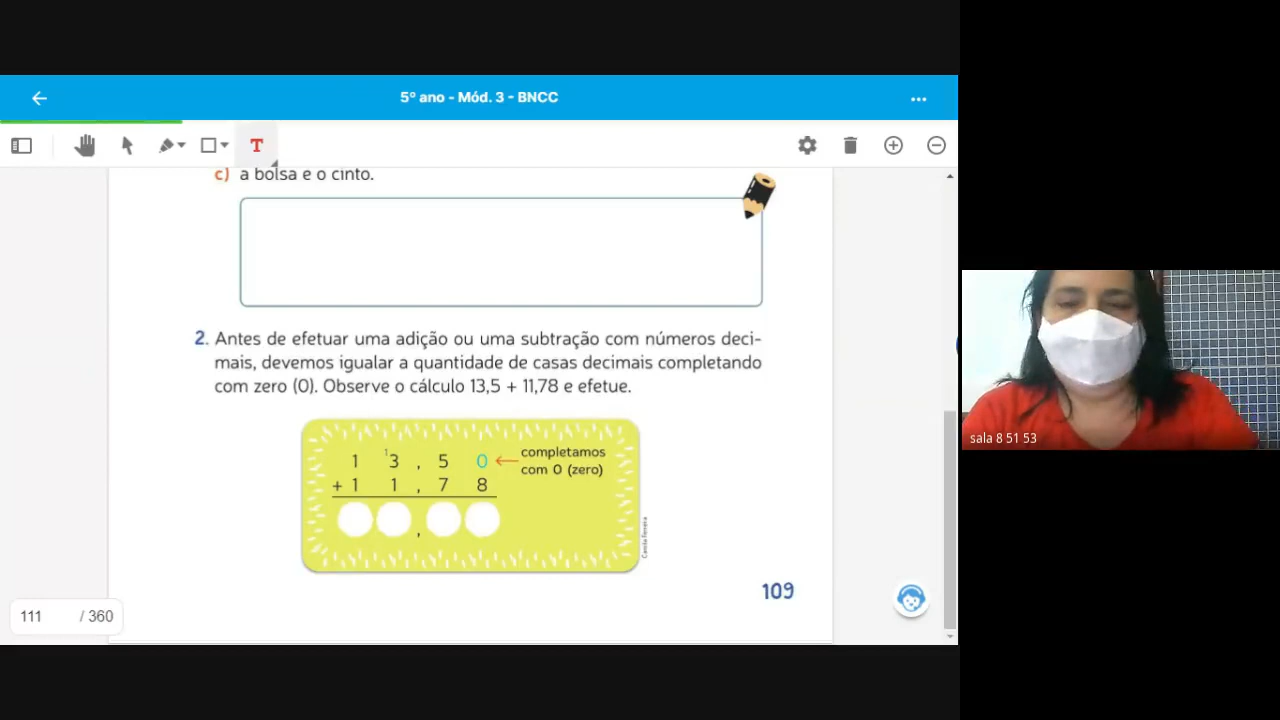 5º ano - Mód. 3 - BNCC
T
c) a bolsa e o cinto.
2. Antes de efetuar uma adição ou uma subtração com números deci-
mais, devemos igualar a quantidade de casas decimais completando
com zero (0). Observe o cálculo 13,5 + 11,78 e efetue.
1 ¹3 , 5 0 ← completamos
com 0 (zero)
+ 1 1 , 7 8
,
Camila Ferreira
109
111 / 360
sala 8 51 53